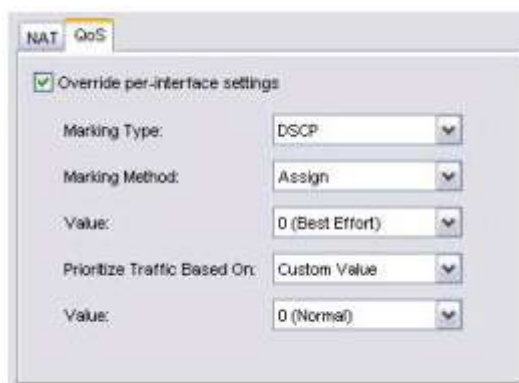 NAT QoS
Override per-interface settings
Marking Type: DSCP
Marking Method: Assign
Value: 0 (Best Effort)
Prioritize Traffic Based On: Custom Value
Value: 0 (Normal)